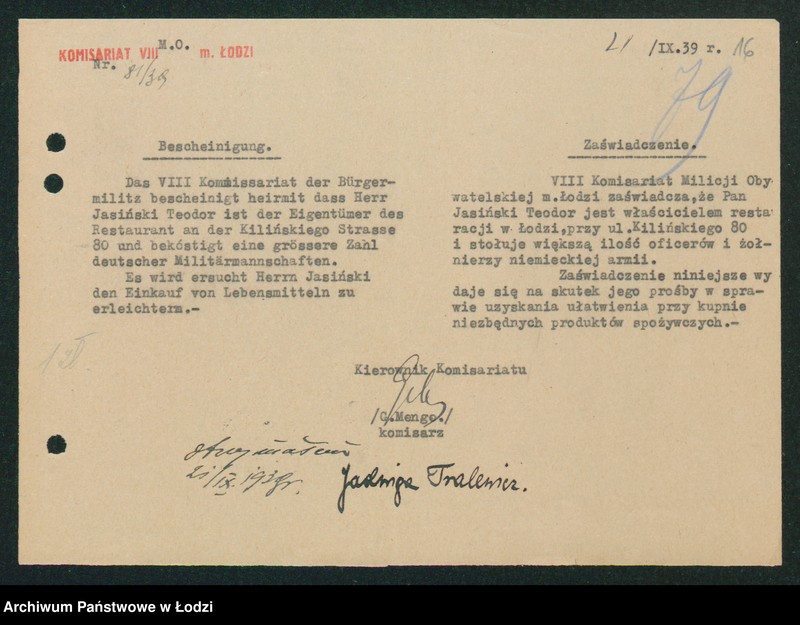 KOMISARIAT VIII M.O. m. ŁODZI
Nr. 81/39
21/IX.39 r. 16
79
Bescheinigung.
Das VIII Kommissariat der Bürger-
militz bescheinigt heirmit dass Herr
Jasiński Teodor ist der Eigentümer des
Restaurant an der Kilińskiego Strasse
80 und beköstigt eine grössere Zahl
deutscher Militärmannschaften.
Es wird ersucht Herrn Jasiński
den Einkauf von Lebensmitteln zu
erleichterm.-
Zaświadczenie.
VIII Komisariat Milicji Oby
watelskiej m.Łodzi zaświadcza,że Pan
Jasiński Teodor jest właścicielem resta
racji w Łodzi,przy ul.Kilińskiego 80
i stołuje większą ilość oficerów i żoł-
nierzy niemieckiej armii.
Zaświadczenie niniejsze wy
daje się na skutek jego prośby w spra-
wie uzyskania ułatwienia przy kupnie
niezbędnych produktów spożywczych.-
Kierownik Komisariatu
/G.Menge./
komisarz
otrzymałem
21/IX.1939r.
Jadwiga Tralewicz.
Archiwum Państwowe w Łodzi